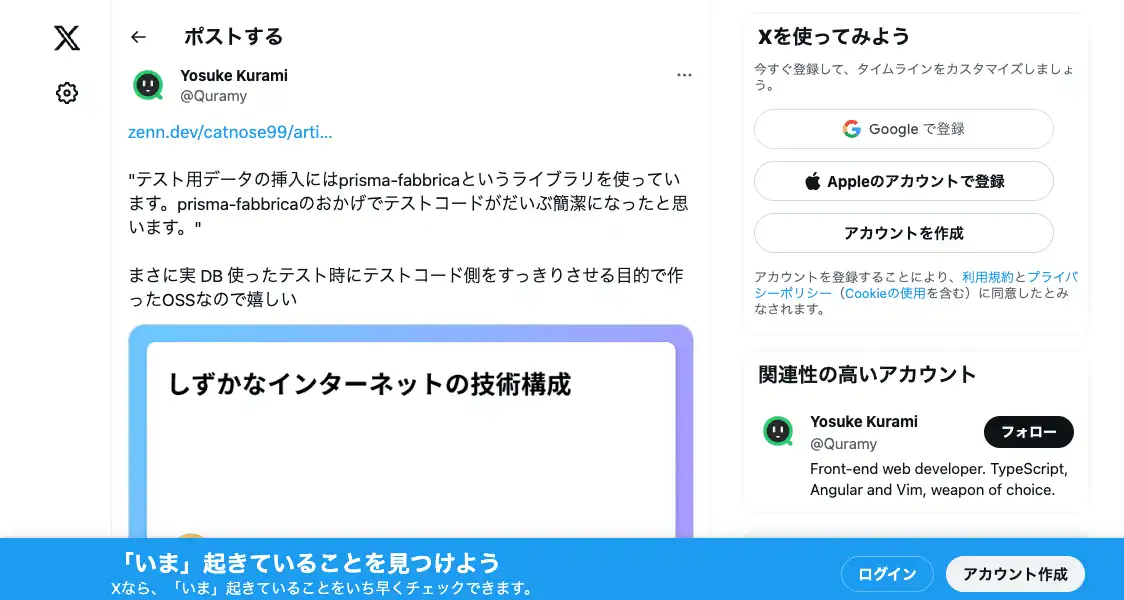 ポストする
Yosuke Kurami
@Quramy
zenn.dev/catnose99/arti…
"テスト用データの挿入にはprisma-fabbricaというライブラリを使ってい
ます。prisma-fabbricaのおかげでテストコードがだいぶ簡潔になったと思
います。"
まさに実 DB 使ったテスト時にテストコード側をすっきりさせる目的で作
ったOSSなので嬉しい
しずかなインターネットの技術構成
Xを使ってみよう
今すぐ登録して、タイムラインをカスタマイズしましょ
う。
Google で登録
Appleのアカウントで登録
アカウントを作成
アカウントを登録することにより、利用規約とプライバ
シーポリシー（Cookieの使用を含む）に同意したとみ
なされます。
関連性の高いアカウント
Yosuke Kurami
@Quramy
フォロー
Front-end web developer. TypeScript,
Angular and Vim, weapon of choice.
「いま」起きていることを見つけよう
Xなら、「いま」起きていることをいち早くチェックできます。
ログイン
アカウント作成